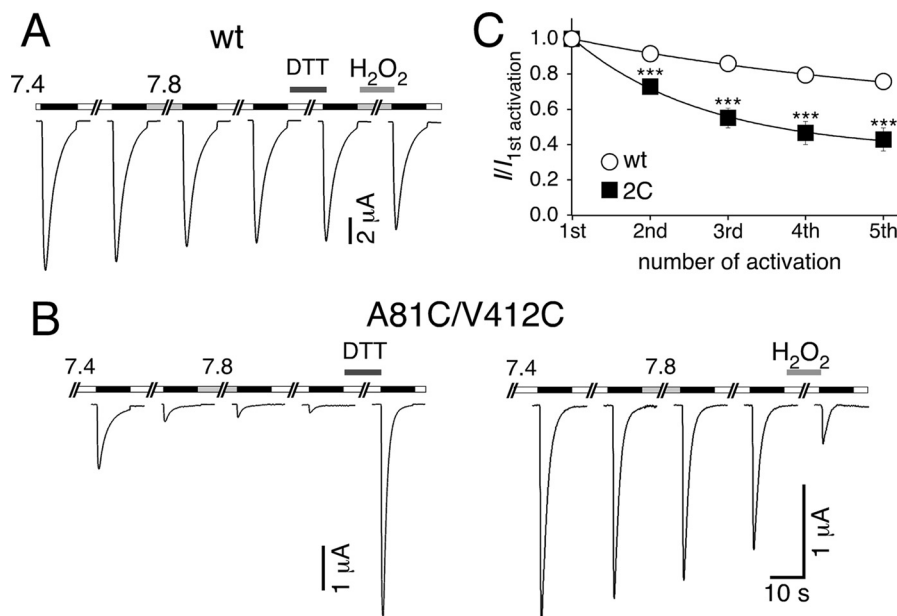 A
wt
DTT
H2O2
7.4
7.8
2 μA
C
1.0
0.8
0.6
0.4
0.2
0.0
I/I1st activation
***
***
***
***
wt
2C
1st
2nd
3rd
4th
5th
number of activation
B
A81C/V412C
DTT
7.4
7.8
1 μA
H2O2
7.4
7.8
1 μA
10 s